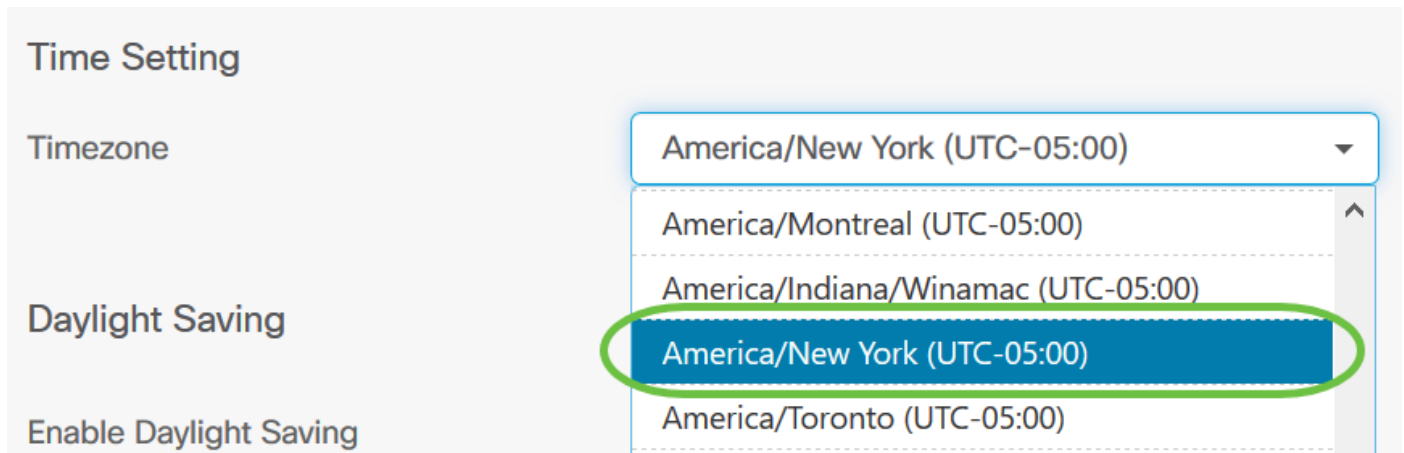 Time Setting
Timezone
America/New York (UTC-05:00)
America/Montreal (UTC-05:00)
America/Indiana/Winamac (UTC-05:00)
Daylight Saving
America/New York (UTC-05:00)
America/Toronto (UTC-05:00)
Enable Daylight Saving